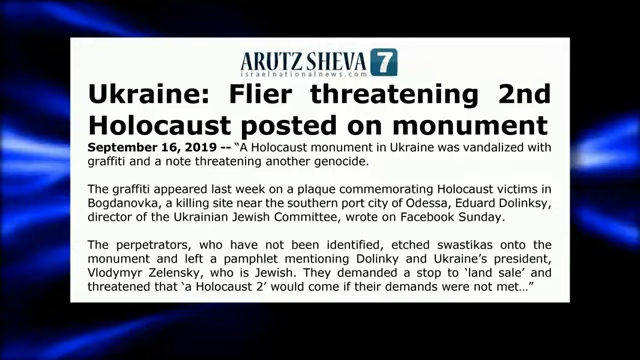 ARUTZ SHEVA 7
israelnationalnews.com
Ukraine: Flier threatening 2nd
Holocaust posted on monument
September 16, 2019 -- “A Holocaust monument in Ukraine was vandalized with
graffiti and a note threatening another genocide.
The graffiti appeared last week on a plaque commemorating Holocaust victims in
Bogdanovka, a killing site near the southern port city of Odessa, Eduard Dolinksy,
director of the Ukrainian Jewish Committee, wrote on Facebook Sunday.
The perpetrators, who have not been identified, etched swastikas onto the
monument and left a pamphlet mentioning Dolinky and Ukraine’s president,
Vlodymyr Zelensky, who is Jewish. They demanded a stop to ‘land sale’ and
threatened that ‘a Holocaust 2’ would come if their demands were not met…”